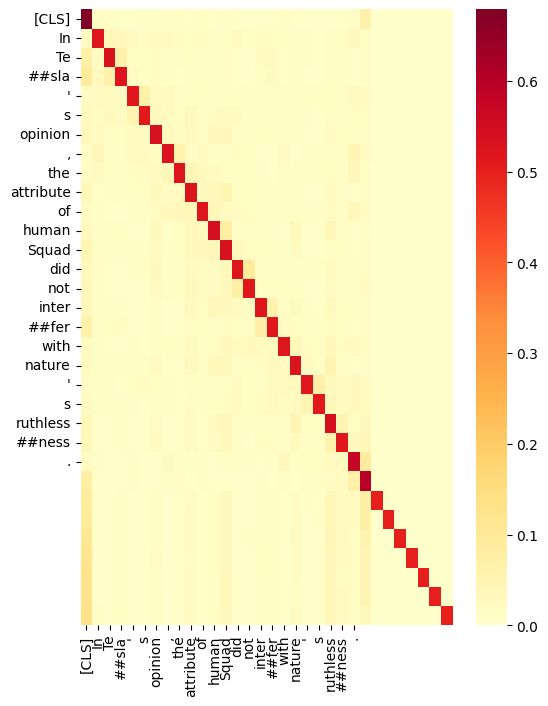 [CLS]
In
Te
##sla
'
s
opinion
,
the
attribute
of
human
Squad
did
not
inter
##fer
with
nature
'
s
ruthless
##ness
.
0.6
0.5
0.4
0.3
0.2
0.1
0.0
[CLS]
In
Te
##sla
'
s
opinion
,
the
attribute
of
human
Squad
did
not
inter
##fer
with
nature
'
s
ruthless
##ness
.